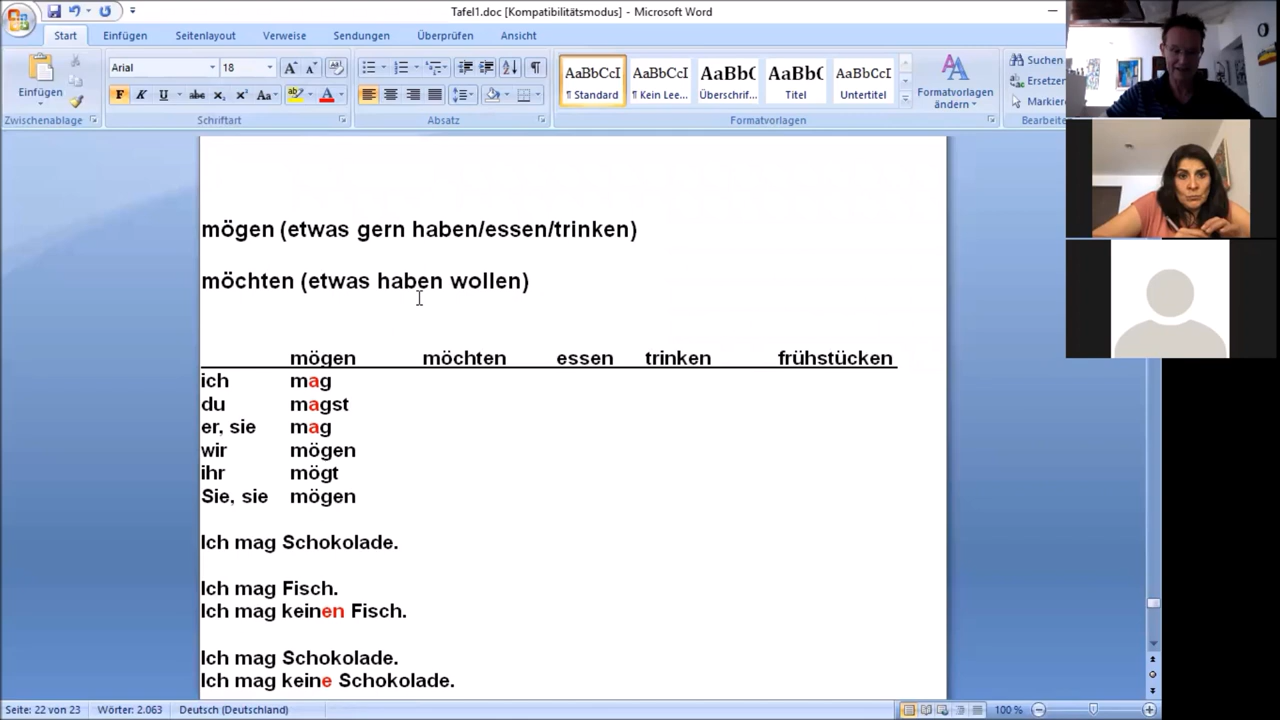 Tafel1.doc [Kompatibilitätsmodus] - Microsoft Word
Start Einfügen Seitenlayout Verweise Sendungen Überprüfen Ansicht
Arial 18
AaBbCcI AaBbCcI AaBbC AaBbC AaBbCcI
Suchen
Ersetzen
Markieren
Einfügen
¶ Standard ¶ Kein Lee... Überschrif... Titel Untertitel
Formatvorlagen ändern
Zwischenablage Schriftart Absatz Formatvorlagen Bearbeite
mögen (etwas gern haben/essen/trinken)
möchten (etwas haben wollen)
mögen möchten essen trinken frühstücken
ich mag
du magst
er, sie mag
wir mögen
ihr mögt
Sie, sie mögen
Ich mag Schokolade.
Ich mag Fisch.
Ich mag keinen Fisch.
Ich mag Schokolade.
Ich mag keine Schokolade.
Seite: 22 von 23 Wörter: 2.063 Deutsch (Deutschland) 100 %